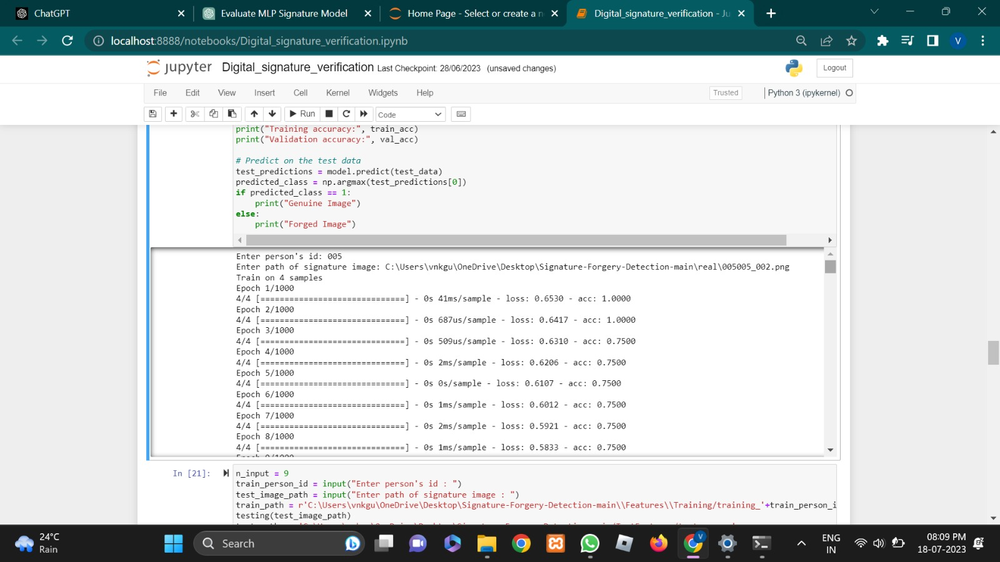 ChatGPT
Evaluate MLP Signature Model
Home Page - Select or create a n
Digital_signature_verification - Ju
localhost:8888/notebooks/Digital_signature_verification.ipynb
V
jupyter Digital_signature_verification Last Checkpoint: 28/06/2023 (unsaved changes)
Logout
File Edit View Insert Cell Kernel Widgets Help
Trusted
Python 3 (ipykernel)
Run
Code
print("Training accuracy:", train_acc)
print("Validation accuracy:", val_acc)
# Predict on the test data
test_predictions = model.predict(test_data)
predicted_class = np.argmax(test_predictions[0])
if predicted_class == 1:
print("Genuine Image")
else:
print("Forged Image")
Enter person's id: 005
Enter path of signature image: C:\Users\vnkgu\OneDrive\Desktop\Signature-Forgery-Detection-main\real\005005_002.png
Train on 4 samples
Epoch 1/1000
4/4 [==============================] - 0s 41ms/sample - loss: 0.6530 - acc: 1.0000
Epoch 2/1000
4/4 [==============================] - 0s 687us/sample - loss: 0.6417 - acc: 1.0000
Epoch 3/1000
4/4 [==============================] - 0s 509us/sample - loss: 0.6310 - acc: 0.7500
Epoch 4/1000
4/4 [==============================] - 0s 2ms/sample - loss: 0.6206 - acc: 0.7500
Epoch 5/1000
4/4 [==============================] - 0s 0s/sample - loss: 0.6107 - acc: 0.7500
Epoch 6/1000
4/4 [==============================] - 0s 1ms/sample - loss: 0.6012 - acc: 0.7500
Epoch 7/1000
4/4 [==============================] - 0s 2ms/sample - loss: 0.5921 - acc: 0.7500
Epoch 8/1000
4/4 [==============================] - 0s 1ms/sample - loss: 0.5833 - acc: 0.7500
In [21]:
n_input = 9
train_person_id = input("Enter person's id : ")
test_image_path = input("Enter path of signature image : ")
train_path = r'C:\Users\vnkgu\OneDrive\Desktop\Signature-Forgery-Detection-main\\Features\\Training/training_'+train_person_i
testing(test_image_path)
24°C
Rain
Search
V
ENG
IN
08:09 PM
18-07-2023